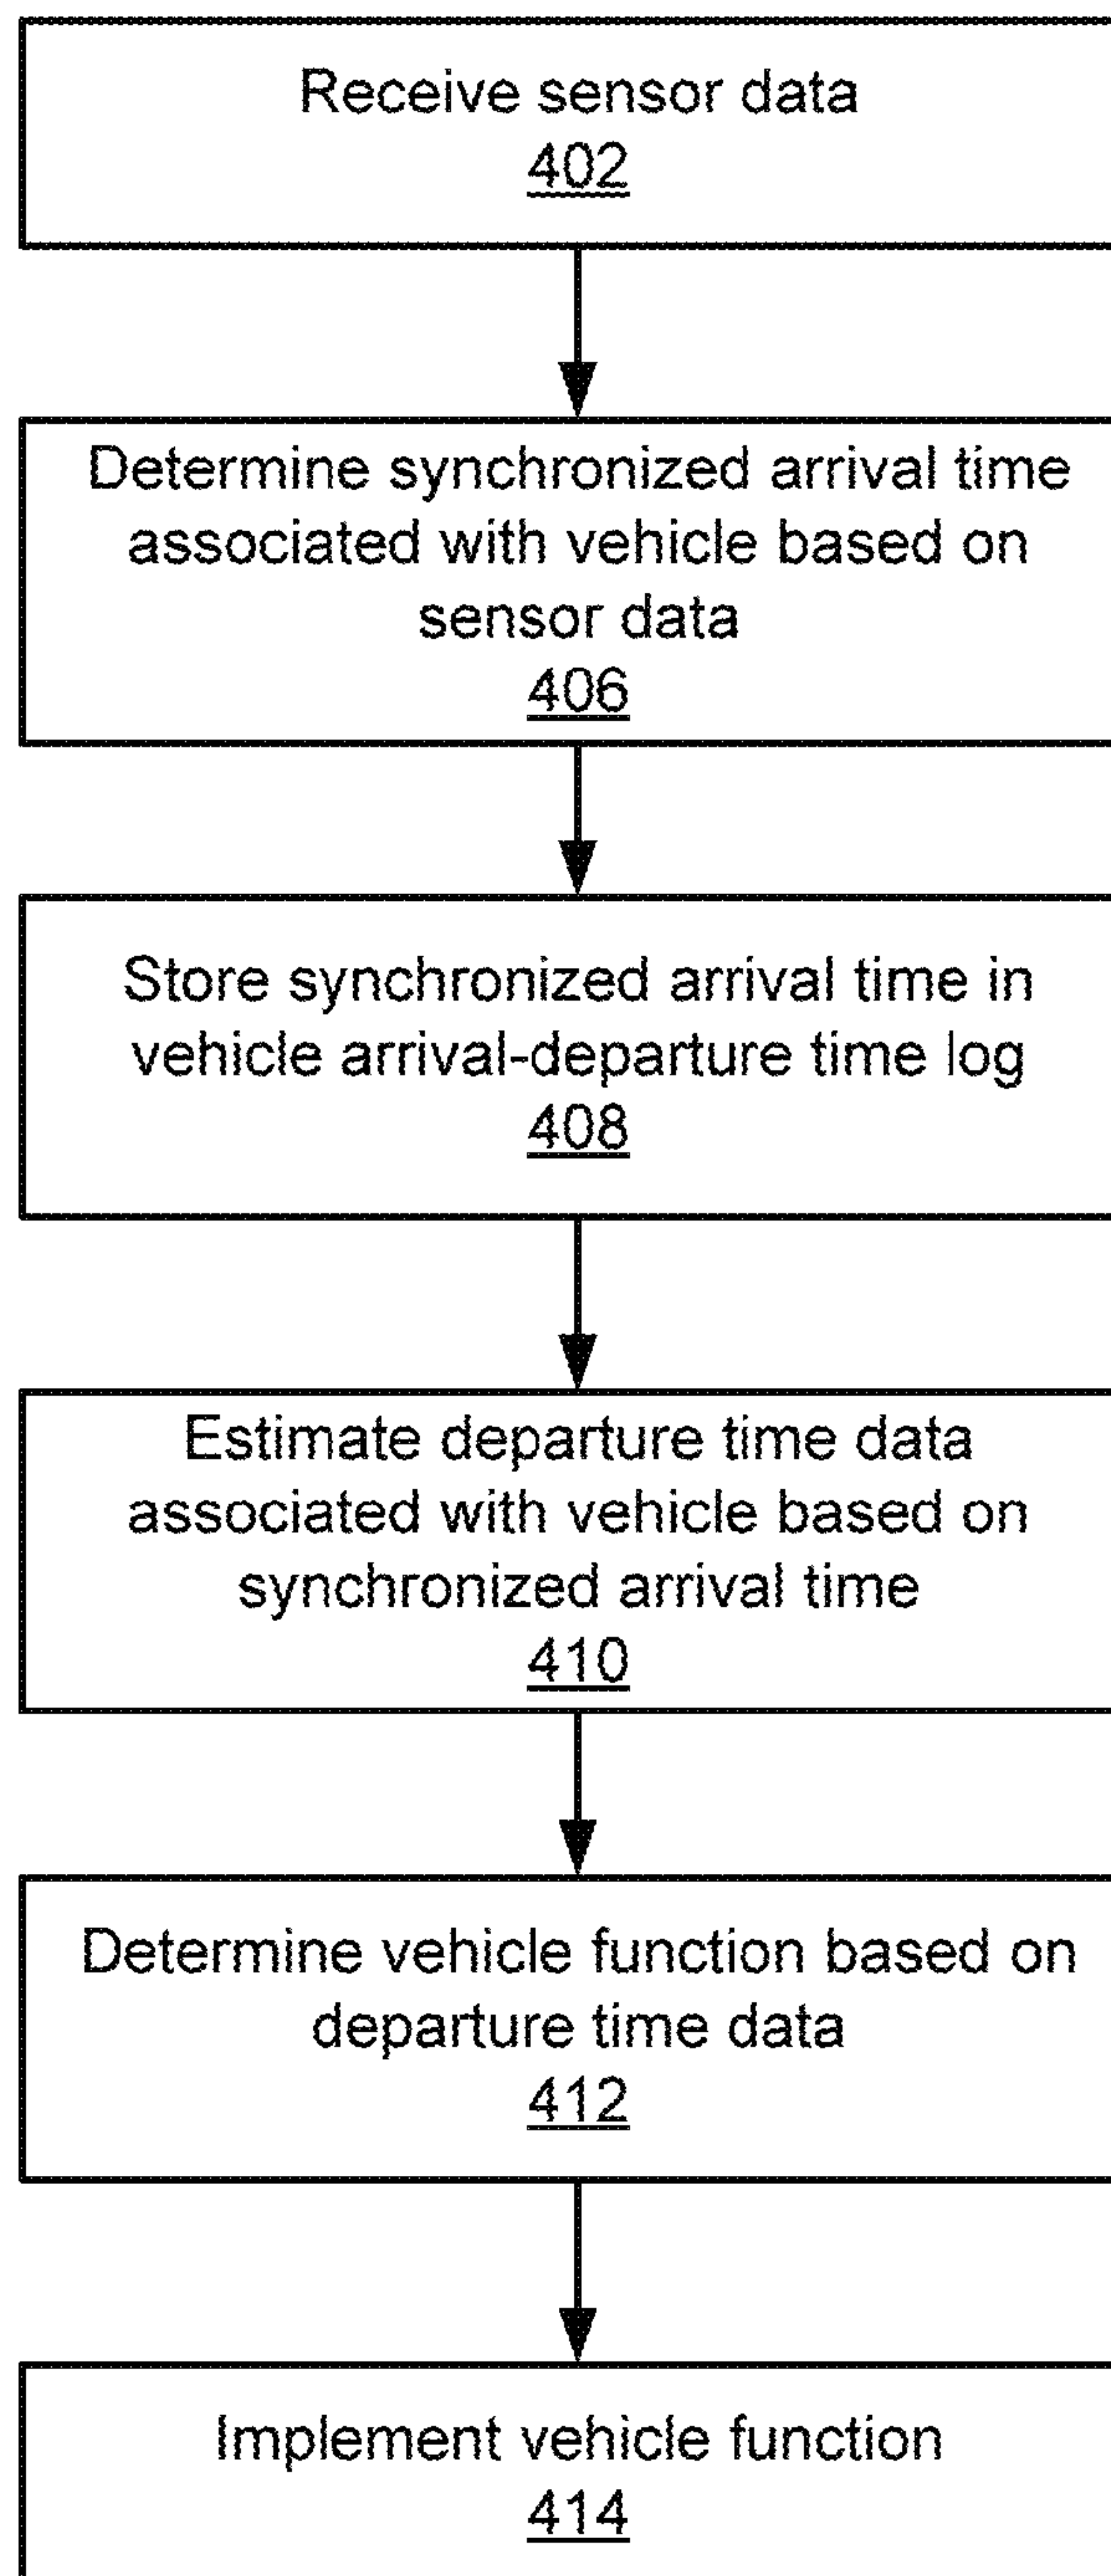 Receive sensor data
402
Determine synchronized arrival time
associated with vehicle based on
sensor data
406
Store synchronized arrival time in
vehicle arrival-departure time log
408
Estimate departure time data
associated with vehicle based on
synchronized arrival time
410
Determine vehicle function based on
departure time data
412
Implement vehicle function
414